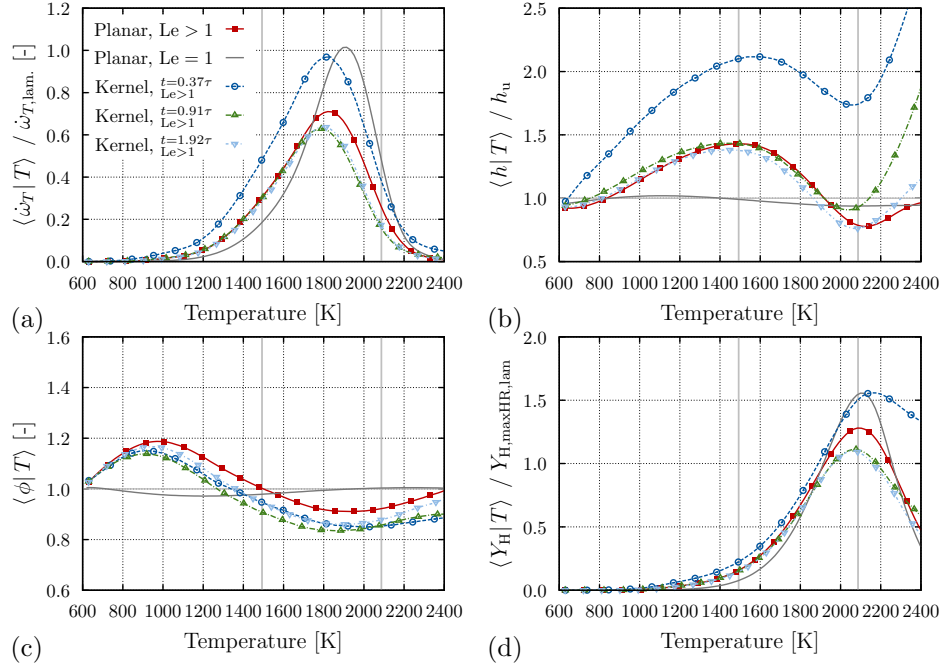 ⟨ω̇_T|T⟩ / ω̇_T,lam. [-]
1.2
1.0
0.8
0.6
0.4
0.2
0.0
Planar, Le > 1
Planar, Le = 1
Kernel, t=0.37τ Le>1
Kernel, t=0.91τ Le>1
Kernel, t=1.92τ Le>1
600 800 1000 1200 1400 1600 1800 2000 2200 2400
(a) Temperature [K]
⟨h|T⟩ / h_u
2.5
2.0
1.5
1.0
0.5
600 800 1000 1200 1400 1600 1800 2000 2200 2400
(b) Temperature [K]
⟨ϕ|T⟩ [-]
1.6
1.4
1.2
1.0
0.8
0.6
600 800 1000 1200 1400 1600 1800 2000 2200 2400
(c) Temperature [K]
⟨Y_H|T⟩ / Y_H,maxHR,lam
2.0
1.5
1.0
0.5
0.0
600 800 1000 1200 1400 1600 1800 2000 2200 2400
(d) Temperature [K]